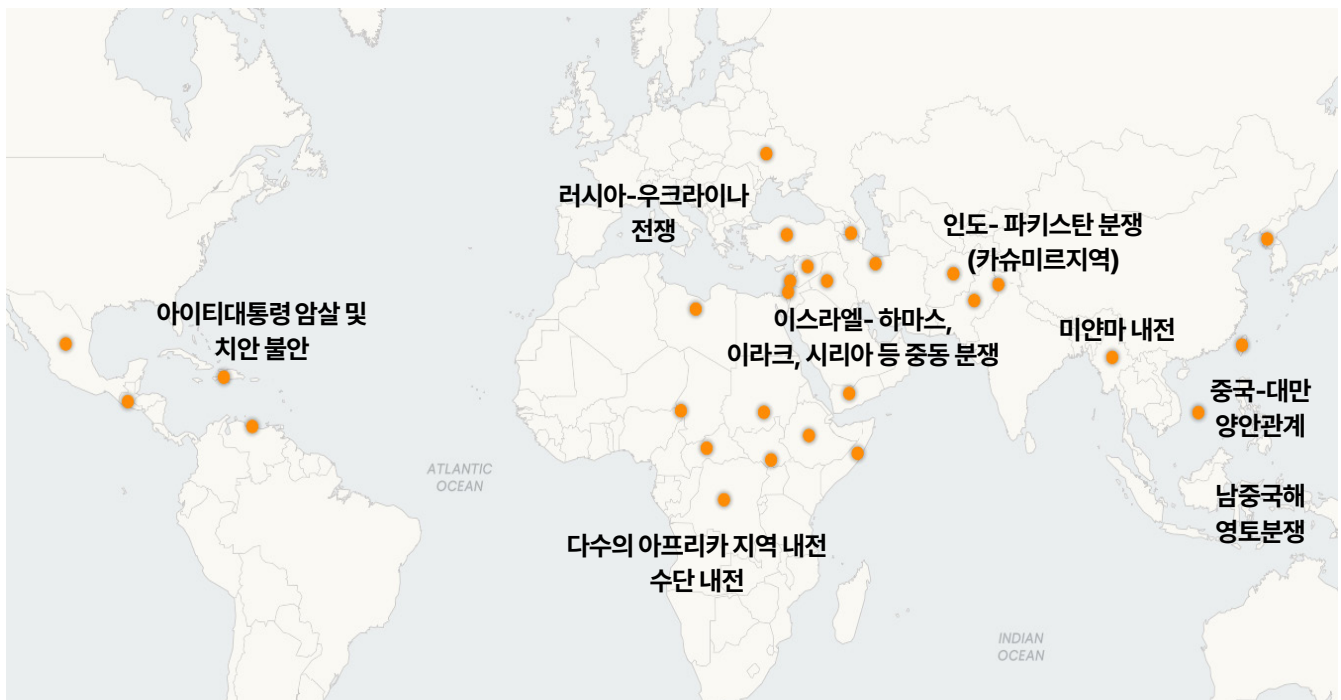 러시아-우크라이나
전쟁
인도- 파키스탄 분쟁
(카슈미르지역)
아이티대통령 암살 및
치안 불안
이스라엘- 하마스,
이라크, 시리아 등 중동 분쟁
미얀마 내전
중국-대만
양안관계
ATLANTIC
OCEAN
남중국해
영토분쟁
다수의 아프리카 지역 내전
수단 내전
INDIAN
OCEAN